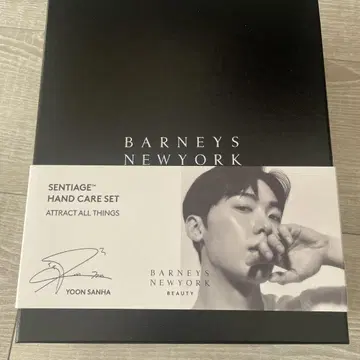 BARNEYS
NEWYORK
SENTIAGE™
HAND CARE SET
ATTRACT ALL THINGS
YOON SANHA
BARNEYS
NEWYORK
BEAUTY